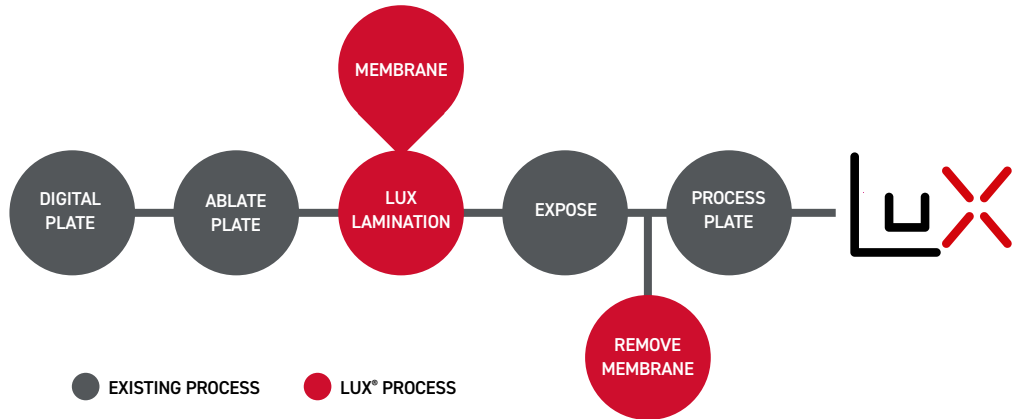 MEMBRANE
DIGITAL
PLATE
ABLATE
PLATE
LUX
LAMINATION
EXPOSE
PROCESS
PLATE
LUX
REMOVE
MEMBRANE
EXISTING PROCESS
LUX® PROCESS